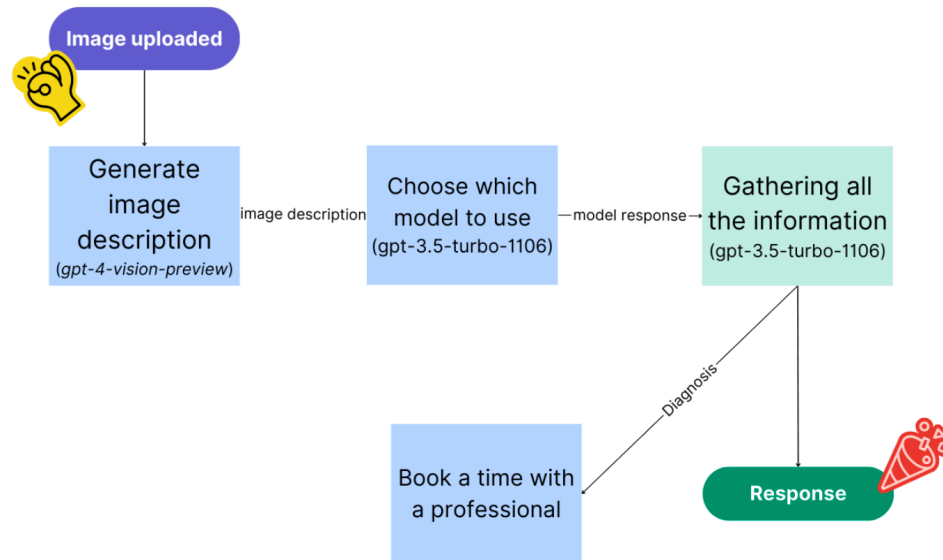 Image uploaded
Generate
image
description
(gpt-4-vision-preview)
image description
Choose which
model to use
(gpt-3.5-turbo-1106)
model response
Gathering all
the information
(gpt-3.5-turbo-1106)
Diagnosis
Book a time with
a professional
Response